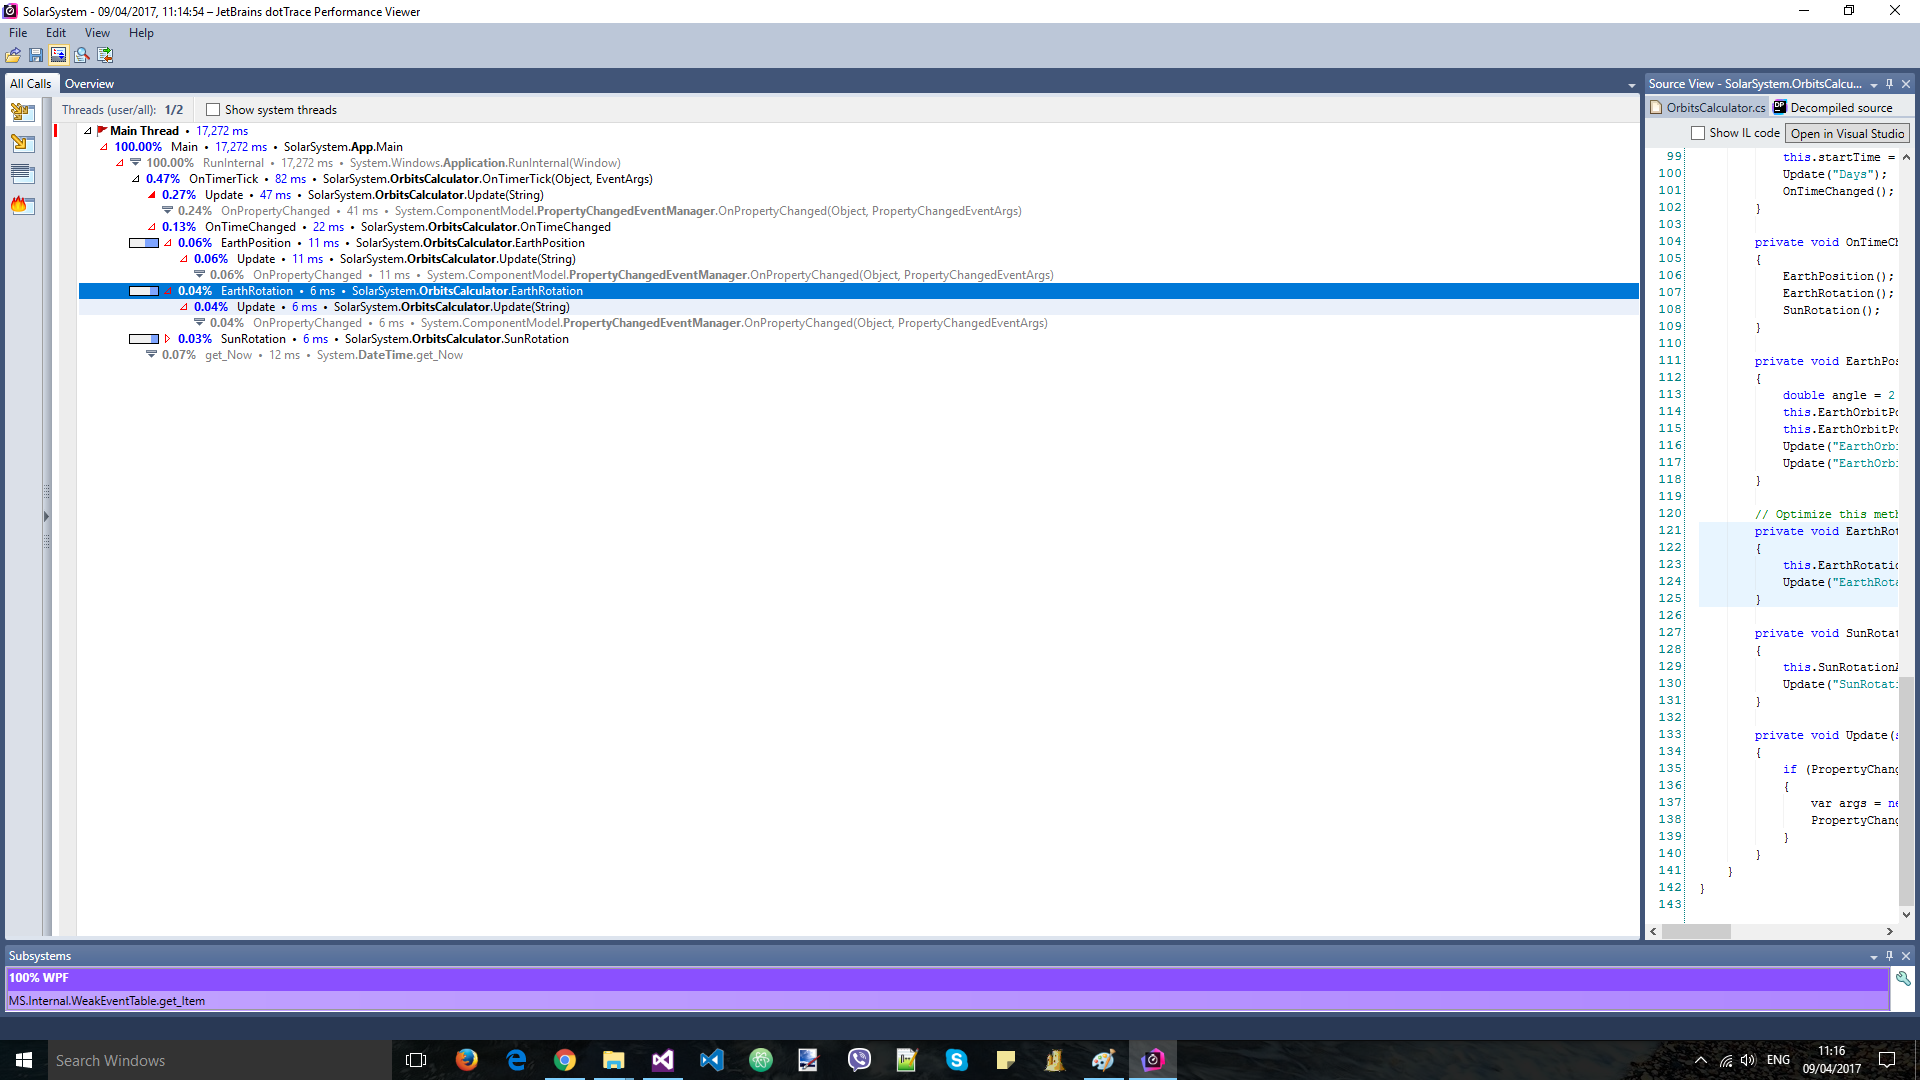 SolarSystem - 09/04/2017, 11:14:54 – JetBrains dotTrace Performance Viewer
File Edit View Help
All Calls Overview
Threads (user/all): 1/2 Show system threads
Main Thread • 17,272 ms
100.00% Main • 17,272 ms • SolarSystem.App.Main
100.00% RunInternal • 17,272 ms • System.Windows.Application.RunInternal(Window)
0.47% OnTimerTick • 82 ms • SolarSystem.OrbitsCalculator.OnTimerTick(Object, EventArgs)
0.27% Update • 47 ms • SolarSystem.OrbitsCalculator.Update(String)
0.24% OnPropertyChanged • 41 ms • System.ComponentModel.PropertyChangedEventManager.OnPropertyChanged(Object, PropertyChangedEventArgs)
0.13% OnTimeChanged • 22 ms • SolarSystem.OrbitsCalculator.OnTimeChanged
0.06% EarthPosition • 11 ms • SolarSystem.OrbitsCalculator.EarthPosition
0.06% Update • 11 ms • SolarSystem.OrbitsCalculator.Update(String)
0.06% OnPropertyChanged • 11 ms • System.ComponentModel.PropertyChangedEventManager.OnPropertyChanged(Object, PropertyChangedEventArgs)
0.04% EarthRotation • 6 ms • SolarSystem.OrbitsCalculator.EarthRotation
0.04% Update • 6 ms • SolarSystem.OrbitsCalculator.Update(String)
0.04% OnPropertyChanged • 6 ms • System.ComponentModel.PropertyChangedEventManager.OnPropertyChanged(Object, PropertyChangedEventArgs)
0.03% SunRotation • 6 ms • SolarSystem.OrbitsCalculator.SunRotation
0.07% get_Now • 12 ms • System.DateTime.get_Now
Source View - SolarSystem.OrbitsCalcu...
OrbitsCalculator.cs Decompiled source
Show IL code Open in Visual Studio
99 this.startTime =
100 Update("Days");
101 OnTimeChanged();
102 }
103
104 private void OnTimeCh
105 {
106 EarthPosition();
107 EarthRotation();
108 SunRotation();
109 }
110
111 private void EarthPos
112 {
113 double angle = 2
114 this.EarthOrbitPo
115 this.EarthOrbitPo
116 Update("EarthOrbi
117 Update("EarthOrbi
118 }
119
120 // Optimize this meth
121 private void EarthRot
122 {
123 this.EarthRotatio
124 Update("EarthRota
125 }
126
127 private void SunRotat
128 {
129 this.SunRotationA
130 Update("SunRotati
131 }
132
133 private void Update(s
134 {
135 if (PropertyChang
136 {
137 var args = ne
138 PropertyChang
139 }
140 }
141 }
142 }
143
Subsystems
100% WPF
MS.Internal.WeakEventTable.get_Item
Search Windows
ENG
11:16
09/04/2017